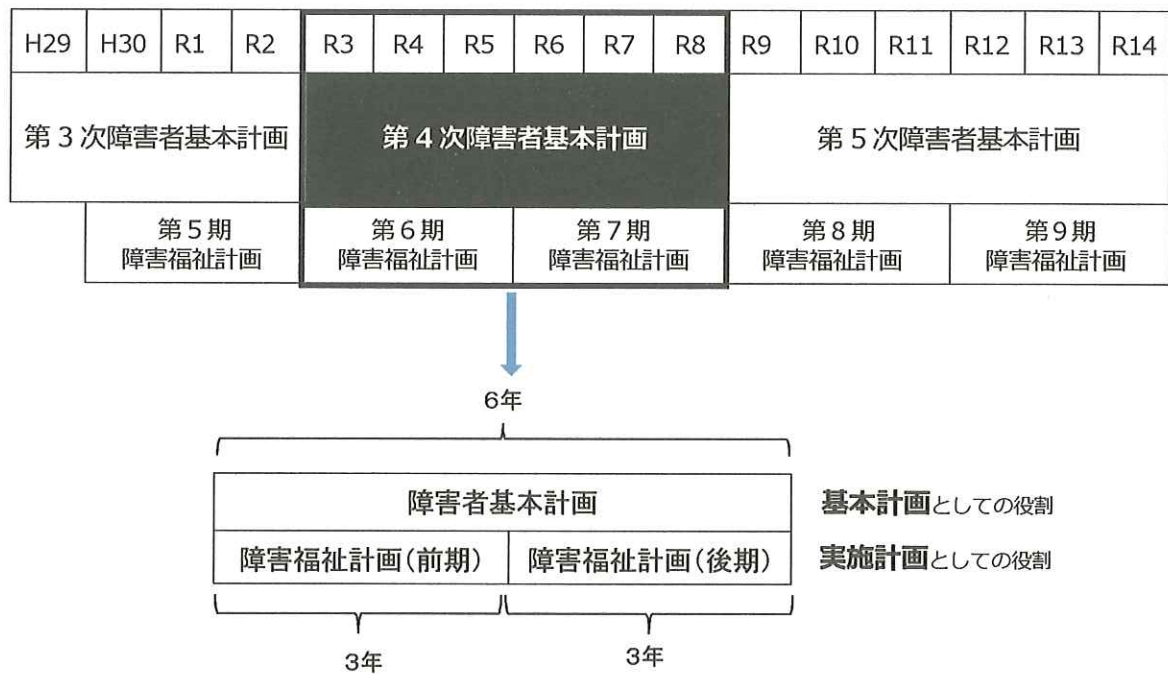 H29 H30 R1 R2 R3 R4 R5 R6 R7 R8 R9 R10 R11 R12 R13 R14
第3次障害者基本計画 第4次障害者基本計画 第5次障害者基本計画
第5期 第6期 第7期 第8期 第9期
障害福祉計画 障害福祉計画 障害福祉計画 障害福祉計画 障害福祉計画
6年
障害者基本計画 基本計画としての役割
障害福祉計画(前期) 障害福祉計画(後期) 実施計画としての役割
3年 3年